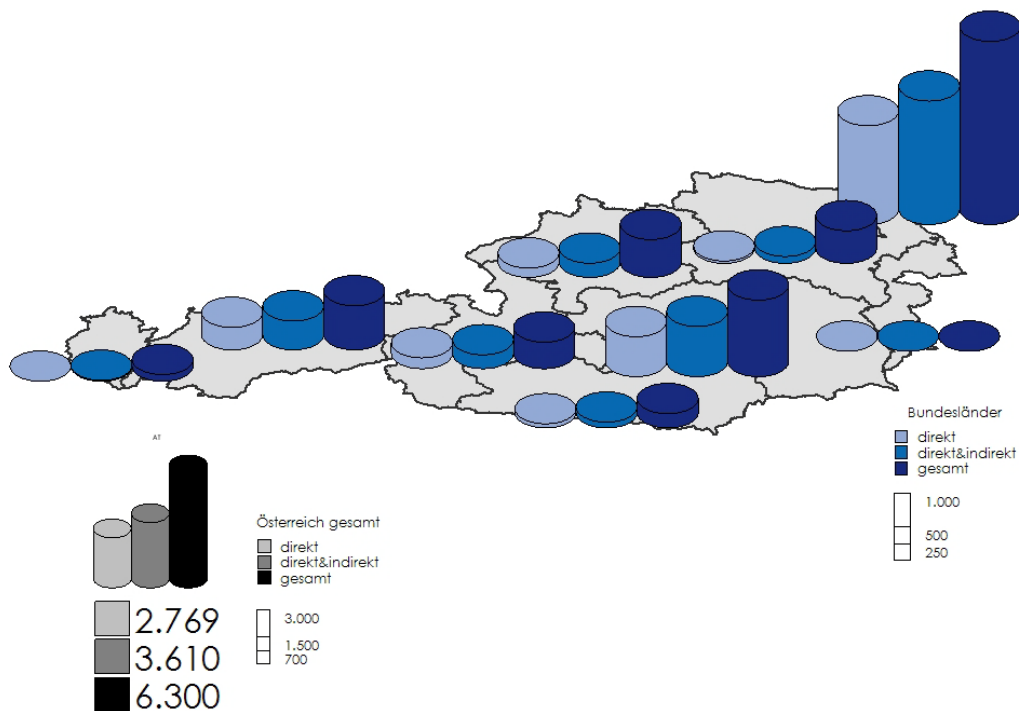 Bundesländer
direkt
direkt&indirekt
gesamt
1.000
500
250
AT
Österreich gesamt
direkt
direkt&indirekt
gesamt
2.769
3.610
6.300
3.000
1.500
700